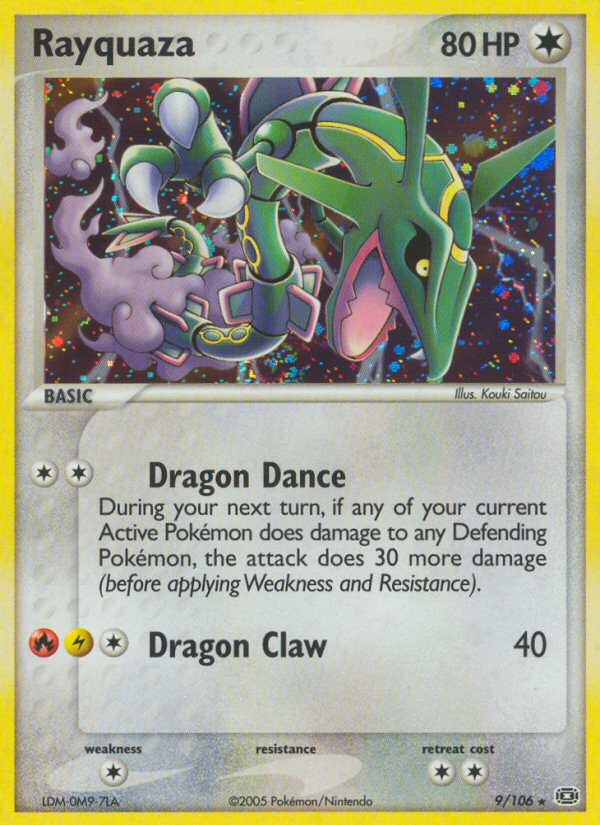 Rayquaza 80 HP
BASIC Illus. Kouki Saitou
Dragon Dance
During your next turn, if any of your current
Active Pokémon does damage to any Defending
Pokémon, the attack does 30 more damage
(before applying Weakness and Resistance).
Dragon Claw 40
weakness resistance retreat cost
LDM-0M9-7LA ©2005 Pokémon/Nintendo 9/106 ★